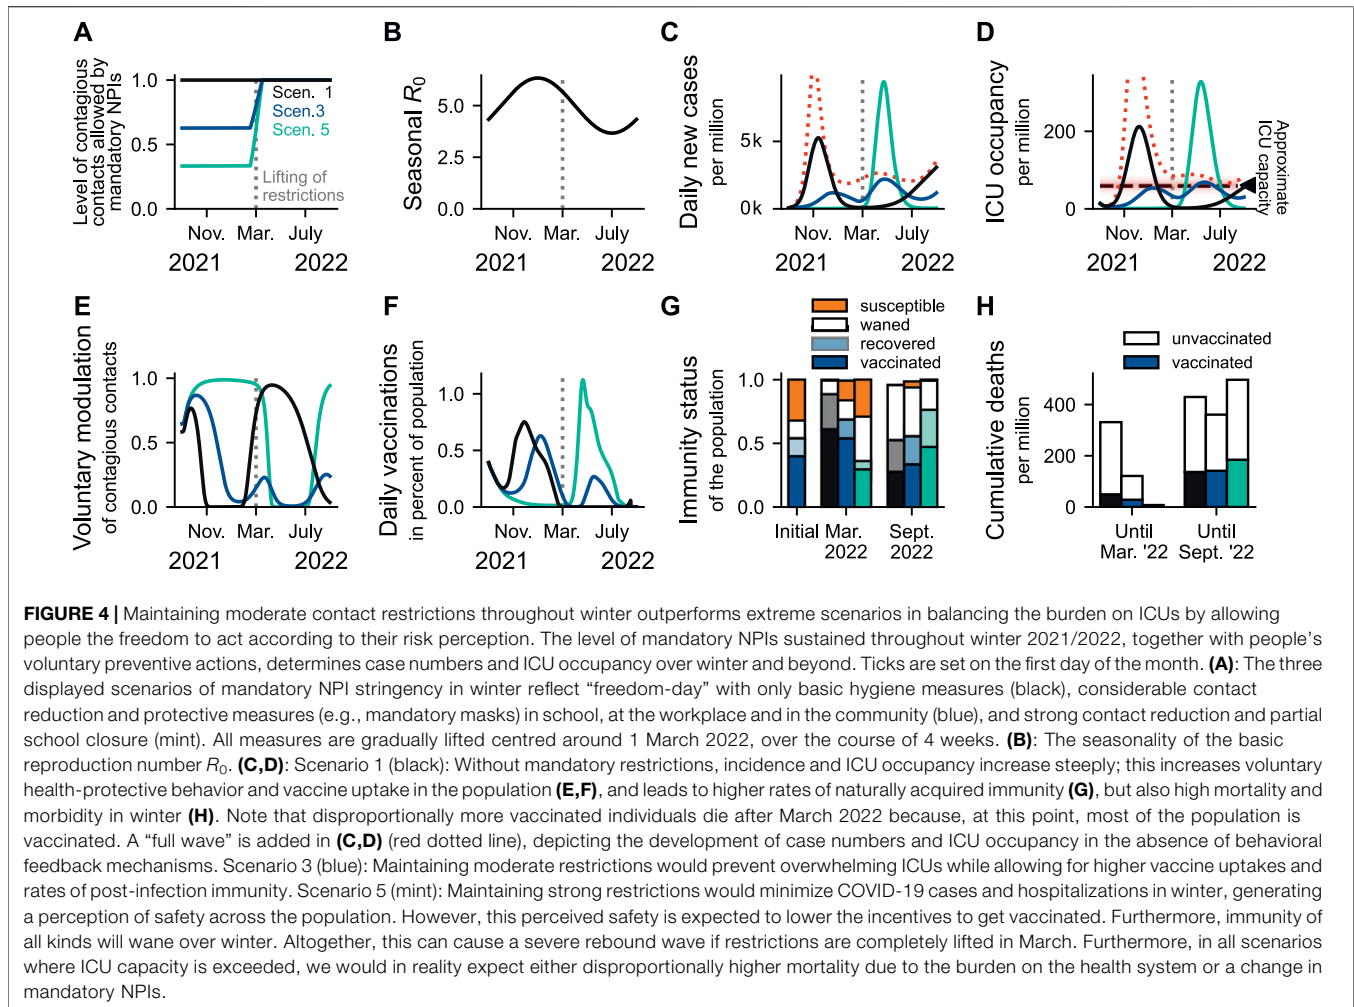 A
Level of contagious
contacts allowed by
mandatory NPIs
1.0
0.5
0.0
Scen. 1
Scen.3
Scen. 5
Lifting of
restrictions
Nov. Mar. July
2021 2022
B
Seasonal R0
5.0
2.5
0.0
Nov. Mar. July
2021 2022
C
Daily new cases
per million
5k
0k
Nov. Mar. July
2021 2022
D
ICU occupancy
per million
200
0
Approximate
ICU capacity
Nov. Mar. July
2021 2022
E
Voluntary modulation
of contagious contacts
1.0
0.5
0.0
Nov. Mar. July
2021 2022
F
Daily vaccinations
in percent of population
1.0
0.5
0.0
Nov. Mar. July
2021 2022
G
susceptible
waned
recovered
vaccinated
Immunity status
of the population
1.0
0.5
0.0
Initial Mar. 2022 Sept. 2022
H
unvaccinated
vaccinated
Cumulative deaths
per million
400
200
0
Until Mar. '22 Until Sept. '22
FIGURE 4 | Maintaining moderate contact restrictions throughout winter outperforms extreme scenarios in balancing the burden on ICUs by allowing
people the freedom to act according to their risk perception. The level of mandatory NPIs sustained throughout winter 2021/2022, together with people's
voluntary preventive actions, determines case numbers and ICU occupancy over winter and beyond. Ticks are set on the first day of the month. (A): The three
displayed scenarios of mandatory NPI stringency in winter reflect “freedom-day” with only basic hygiene measures (black), considerable contact
reduction and protective measures (e.g., mandatory masks) in school, at the workplace and in the community (blue), and strong contact reduction and partial
school closure (mint). All measures are gradually lifted centred around 1 March 2022, over the course of 4 weeks. (B): The seasonality of the basic
reproduction number R0. (C,D): Scenario 1 (black): Without mandatory restrictions, incidence and ICU occupancy increase steeply; this increases voluntary
health-protective behavior and vaccine uptake in the population (E,F), and leads to higher rates of naturally acquired immunity (G), but also high mortality and
morbidity in winter (H). Note that disproportionally more vaccinated individuals die after March 2022 because, at this point, most of the population is
vaccinated. A “full wave” is added in (C,D) (red dotted line), depicting the development of case numbers and ICU occupancy in the absence of behavioral
feedback mechanisms. Scenario 3 (blue): Maintaining moderate restrictions would prevent overwhelming ICUs while allowing for higher vaccine uptakes and
rates of post-infection immunity. Scenario 5 (mint): Maintaining strong restrictions would minimize COVID-19 cases and hospitalizations in winter, generating
a perception of safety across the population. However, this perceived safety is expected to lower the incentives to get vaccinated. Furthermore, immunity of
all kinds will wane over winter. Altogether, this can cause a severe rebound wave if restrictions are completely lifted in March. Furthermore, in all scenarios
where ICU capacity is exceeded, we would in reality expect either disproportionally higher mortality due to the burden on the health system or a change in
mandatory NPIs.